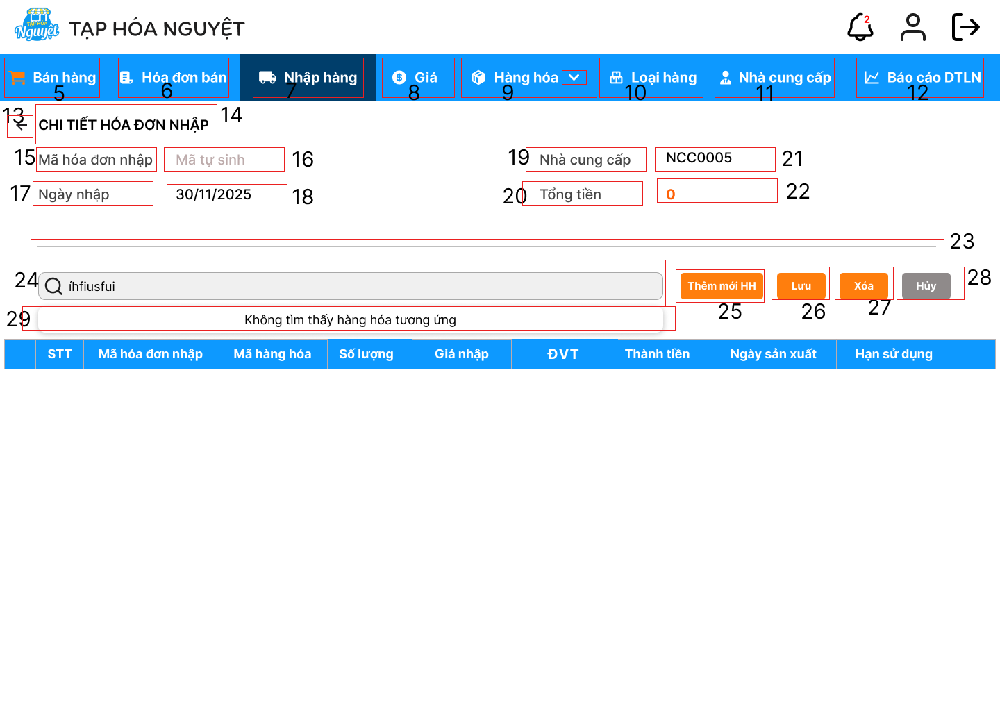 TẠP HÓA
Nguyệt
TẠP HÓA NGUYỆT
2
Bán hàng Hóa đơn bán Nhập hàng Giá Hàng hóa Loại hàng Nhà cung cấp Báo cáo DTLN
5 6 7 8 9 10 11 12
13 CHI TIẾT HÓA ĐƠN NHẬP 14
15 Mã hóa đơn nhập Mã tự sinh 16 19 Nhà cung cấp NCC0005 21
17 Ngày nhập 30/11/2025 18 20 Tổng tiền 0 22
23
24 íhfiusfui Thêm mới HH Lưu Xóa Hủy 28
25 26 27
29 Không tìm thấy hàng hóa tương ứng
STT Mã hóa đơn nhập Mã hàng hóa Số lượng Giá nhập ĐVT Thành tiền Ngày sản xuất Hạn sử dụng